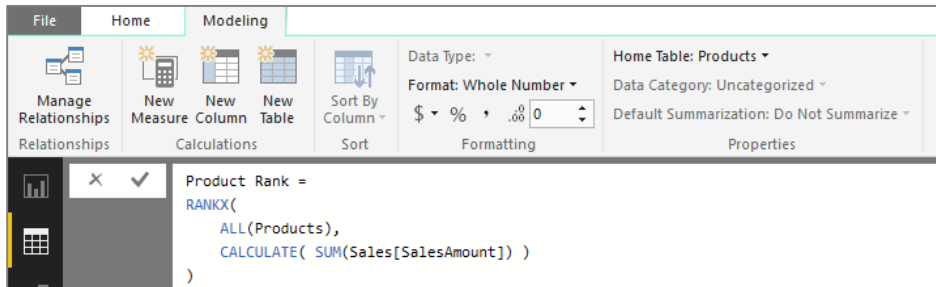 File Home Modeling
Data Type:
Home Table: Products
Format: Whole Number
Data Category: Uncategorized
Manage Relationships
New Measure
New Column
New Table
Sort By Column
$ % , .00 0
Default Summarization: Do Not Summarize
Relationships Calculations Sort Formatting Properties
Product Rank =
RANKX(
ALL(Products),
CALCULATE( SUM(Sales[SalesAmount]) )
)